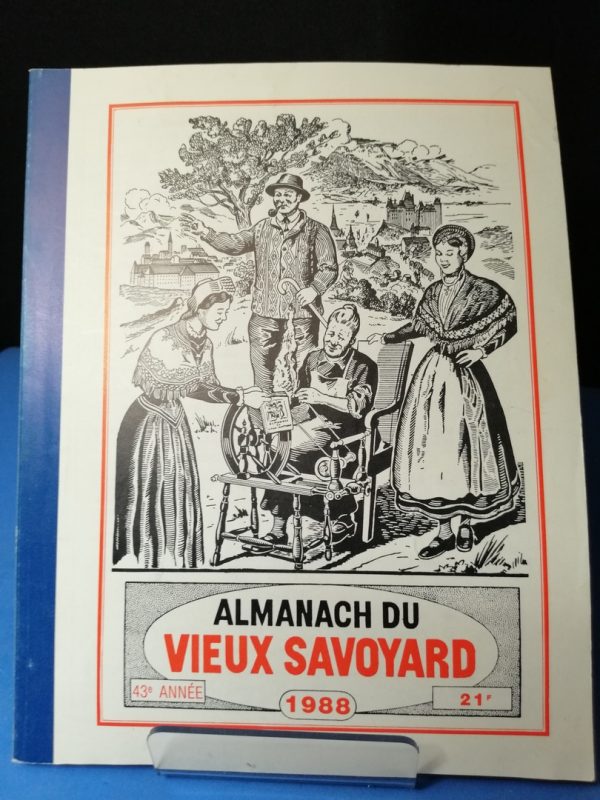 ALMANACH DU
VIEUX SAVOYARD
43e ANNÉE
1988
21F